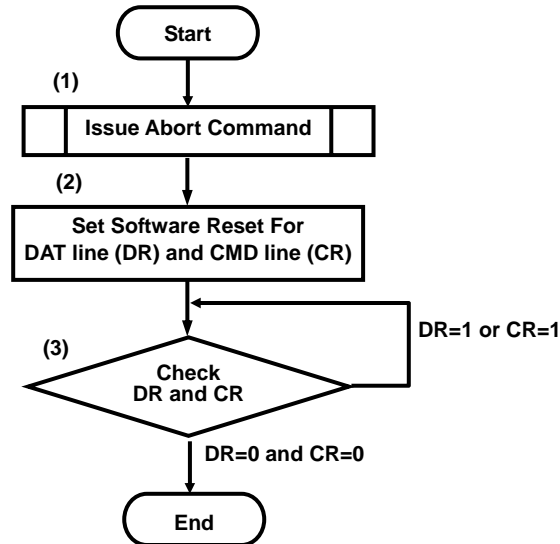 Start
(1)
Issue Abort Command
(2)
Set Software Reset For
DAT line (DR) and CMD line (CR)
DR=1 or CR=1
(3)
Check
DR and CR
DR=0 and CR=0
End